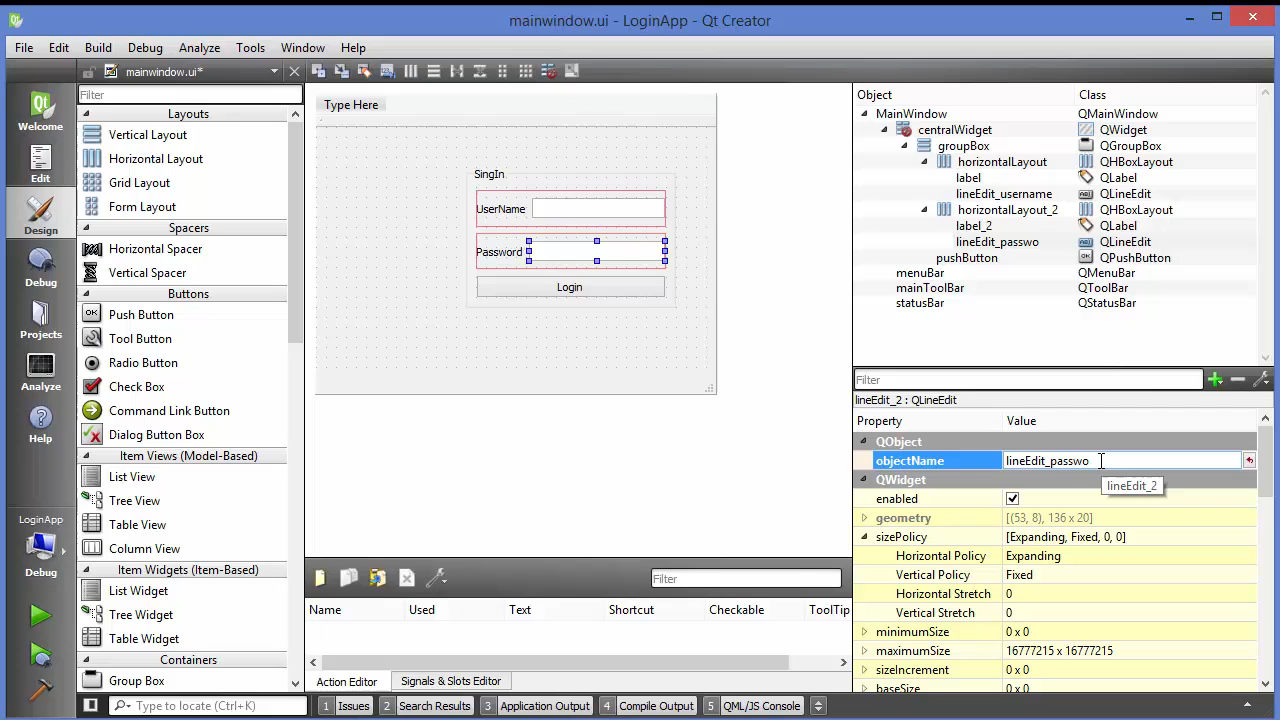 mainwindow.ui - LoginApp - Qt Creator
File Edit Build Debug Analyze Tools Window Help
mainwindow.ui*
Welcome
Edit
Design
Debug
Projects
Analyze
Help
LoginApp
Debug
Filter
Layouts
Vertical Layout
Horizontal Layout
Grid Layout
Form Layout
Spacers
Horizontal Spacer
Vertical Spacer
Buttons
Push Button
Tool Button
Radio Button
Check Box
Command Link Button
Dialog Button Box
Item Views (Model-Based)
List View
Tree View
Table View
Column View
Item Widgets (Item-Based)
List Widget
Tree Widget
Table Widget
Containers
Group Box
Type Here
SingIn
UserName
Password
Login
Filter
Name Used Text Shortcut Checkable ToolTip
Action Editor Signals & Slots Editor
Object Class
MainWindow QMainWindow
centralWidget QWidget
groupBox QGroupBox
horizontalLayout QHBoxLayout
label QLabel
lineEdit_username QLineEdit
horizontalLayout_2 QHBoxLayout
label_2 QLabel
lineEdit_passwo QLineEdit
pushButton QPushButton
menuBar QMenuBar
mainToolBar QToolBar
statusBar QStatusBar
Filter
lineEdit_2 : QLineEdit
Property Value
QObject
objectName lineEdit_passwo
QWidget
lineEdit_2
enabled
geometry [(53, 8), 136 x 20]
sizePolicy [Expanding, Fixed, 0, 0]
Horizontal Policy Expanding
Vertical Policy Fixed
Horizontal Stretch 0
Vertical Stretch 0
minimumSize 0 x 0
maximumSize 16777215 x 16777215
sizeIncrement 0 x 0
baseSize 0 x 0
Type to locate (Ctrl+K) 1 Issues 2 Search Results 3 Application Output 4 Compile Output 5 QML/JS Console